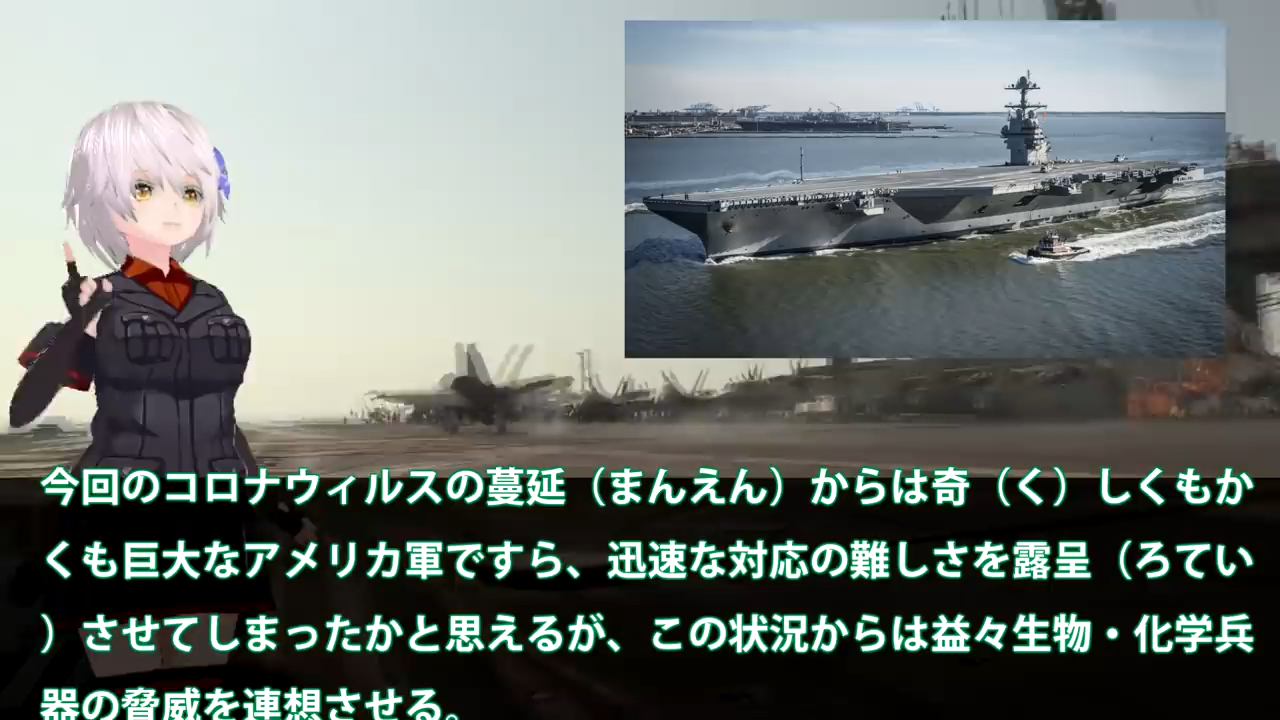 今回のコロナウィルスの蔓延（まんえん）からは奇（く）しくもか
くも巨大なアメリカ軍ですら、迅速な対応の難しさを露呈（ろてい
）させてしまったかと思えるが、この状況からは益々生物・化学兵
器の脅威を連想させる。